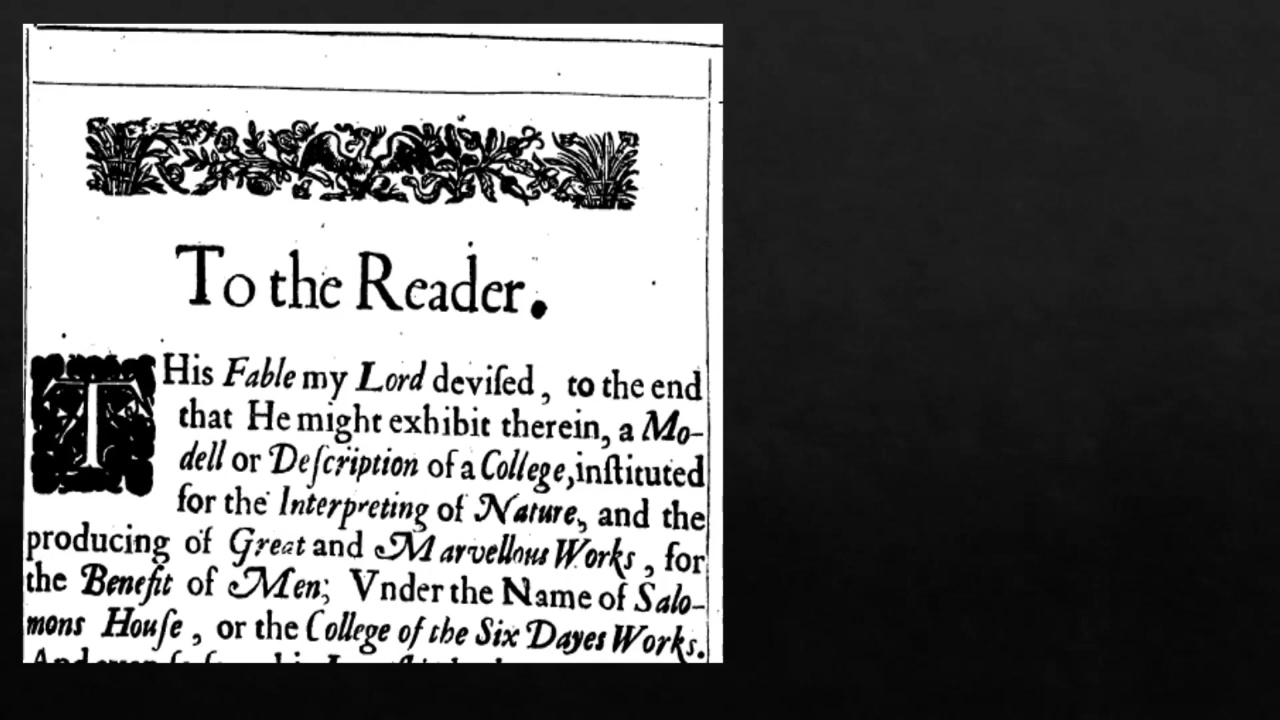 To the Reader.
THis Fable my Lord deviſed, to the end
that He might exhibit therein, a Mo-
dell or Deſcription of a College, inſtituted
for the Interpreting of Nature, and the
producing of Great and Marvellous Works, for
the Benefit of Men; Vnder the Name of Salo-
mons Houſe, or the College of the Six Dayes Works.